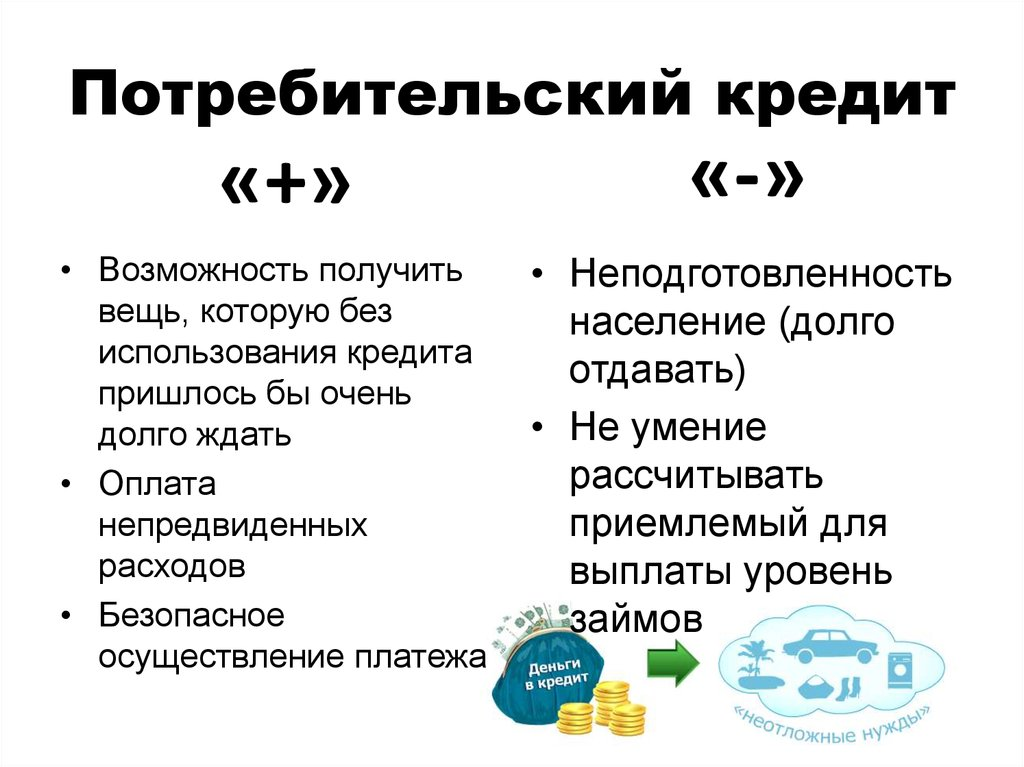 Потребительский кредит
«+»
«-»
• Возможность получить
вещь, которую без
использования кредита
пришлось бы очень
долго ждать
• Оплата
непредвиденных
расходов
• Безопасное
осуществление платежа
• Неподготовленность
население (долго
отдавать)
• Не умение
рассчитывать
приемлемый для
выплаты уровень
займов
Деньги
в кредит
«неотложные нужды»